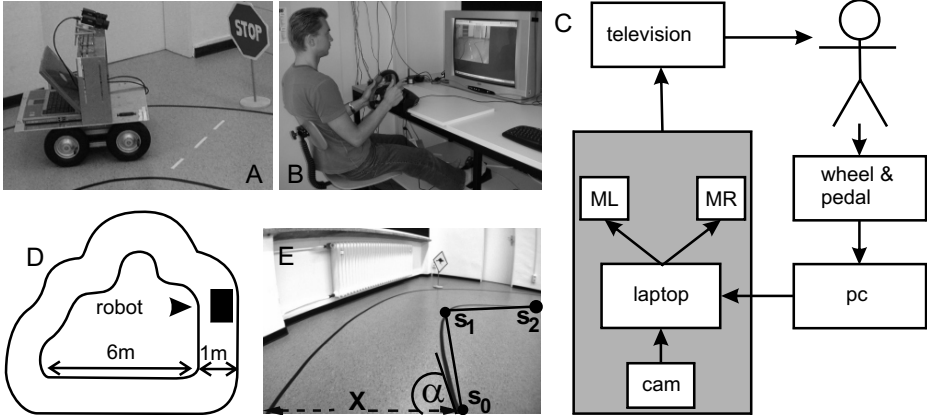 STOP
A
B
C
television
wheel &
pedal
ML
MR
laptop
pc
cam
D
robot
6m
1m
E
s1
s2
α
X
s0